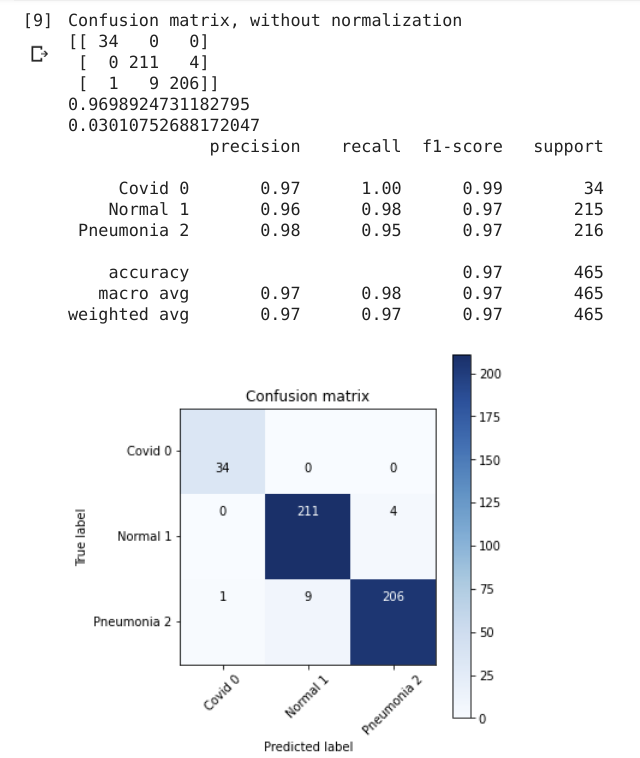 [9] Confusion matrix, without normalization
[[ 34   0   0]
 [  0 211   4]
 [  1   9 206]]
0.9698924731182795
0.03010752688172047
              precision    recall  f1-score   support

     Covid 0       0.97      1.00      0.99        34
    Normal 1       0.96      0.98      0.97       215
 Pneumonia 2       0.98      0.95      0.97       216

    accuracy                           0.97       465
   macro avg       0.97      0.98      0.97       465
weighted avg       0.97      0.97      0.97       465

Confusion matrix
200
175
150
125
100
75
50
25
0
True label
Covid 0
34 0 0
Normal 1
0 211 4
Pneumonia 2
1 9 206
Covid 0 Normal 1 Pneumonia 2
Predicted label